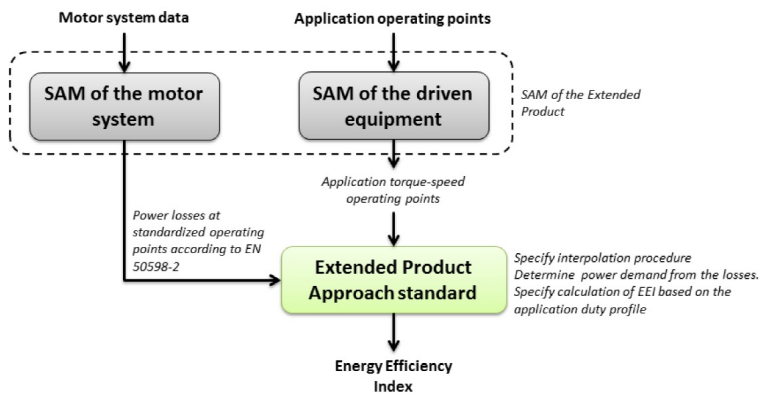 Motor system data
Application operating points
SAM of the motor
system
SAM of the driven
equipment
SAM of the Extended
Product
Application torque-speed
operating points
Power losses at
standardized operating
points according to EN
50598-2
Extended Product
Approach standard
Specify interpolation procedure
Determine power demand from the losses.
Specify calculation of EEI based on the
application duty profile
Energy Efficiency
Index